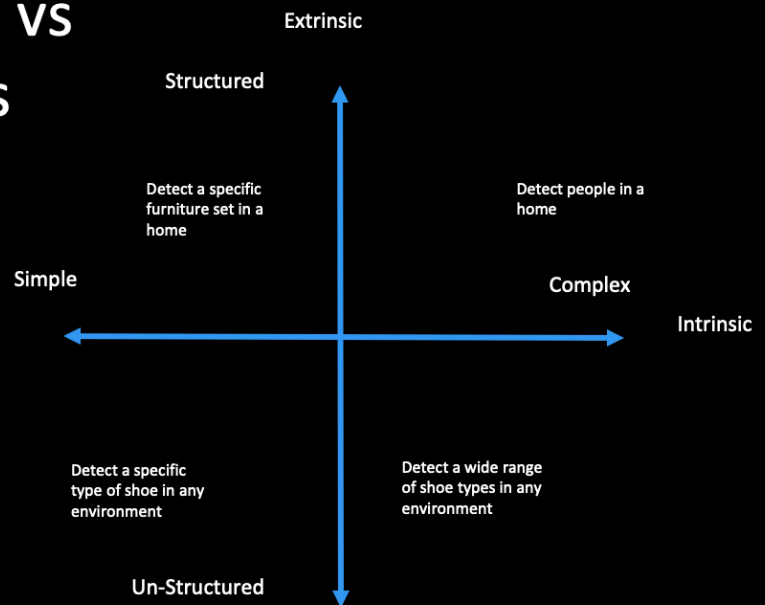 VS
Extrinsic
Structured
S
Detect a specific
furniture set in a
home
Detect people in a
home
Simple
Complex
Intrinsic
Detect a specific
type of shoe in any
environment
Detect a wide range
of shoe types in any
environment
Un-Structured